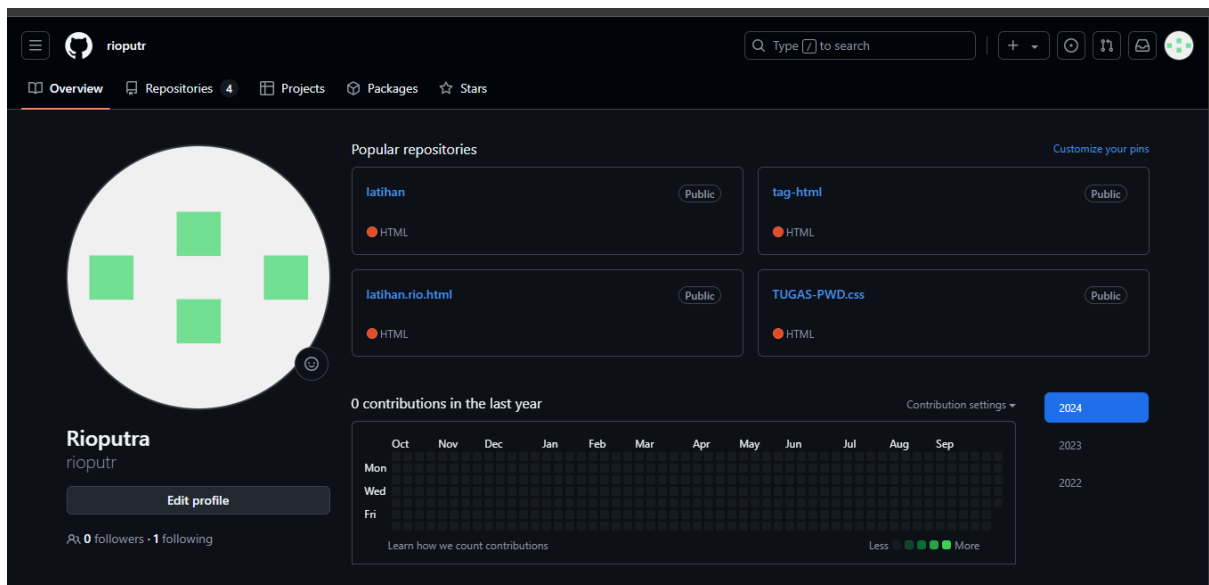 rioputr
Type / to search
Overview Repositories 4 Projects Packages Stars
Popular repositories Customize your pins
latihan Public
HTML
tag-html Public
HTML
latihan.rio.html Public
HTML
TUGAS-PWD.css Public
HTML
Rioputra
rioputr
Edit profile
0 followers · 1 following
0 contributions in the last year Contribution settings
Oct Nov Dec Jan Feb Mar Apr May Jun Jul Aug Sep
Mon
Wed
Fri
Learn how we count contributions Less More
2024
2023
2022